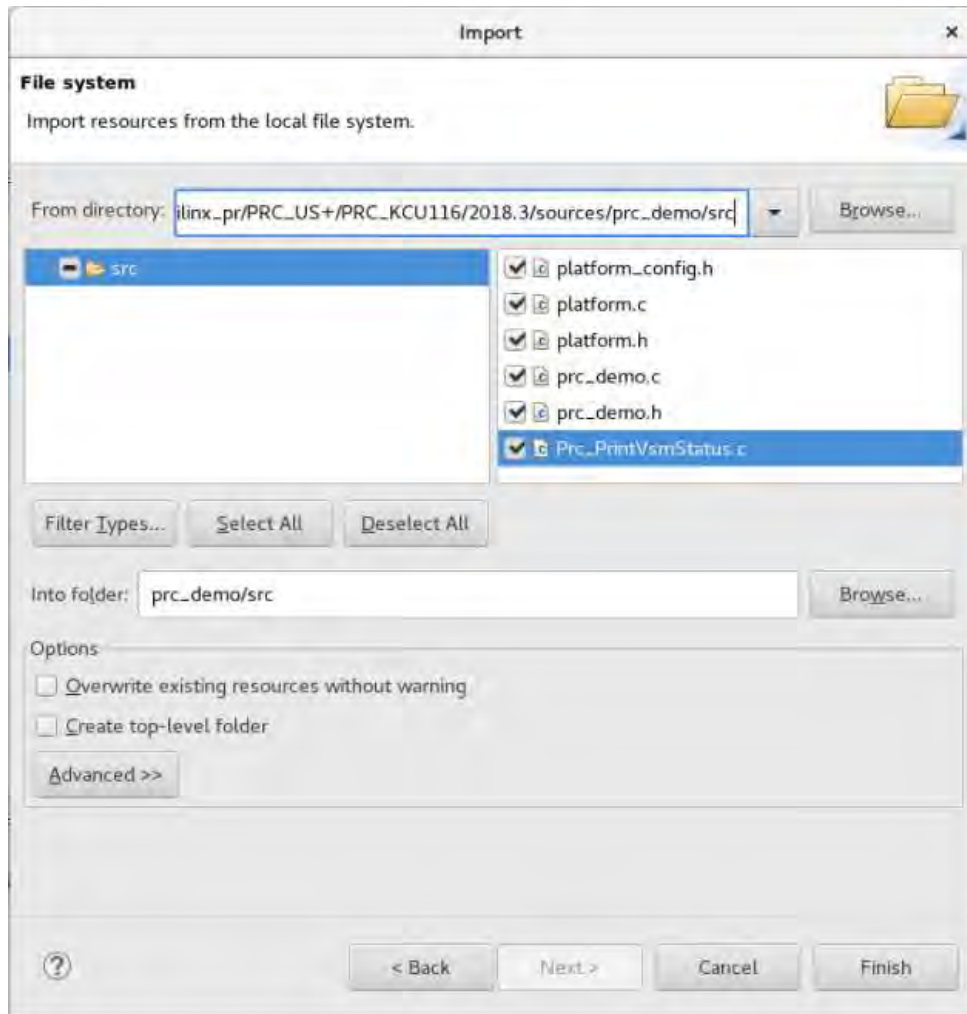 Import
File system
Import resources from the local file system.
From directory: ilinx_pr/PRC_US+/PRC_KCU116/2018.3/sources/prc_demo/src Browse...
src
platform_config.h
platform.c
platform.h
prc_demo.c
prc_demo.h
Prc_PrintVsmStatus.c
Filter Types... Select All Deselect All
Into folder: prc_demo/src Browse...
Options
Overwrite existing resources without warning
Create top-level folder
Advanced >>
< Back Next > Cancel Finish